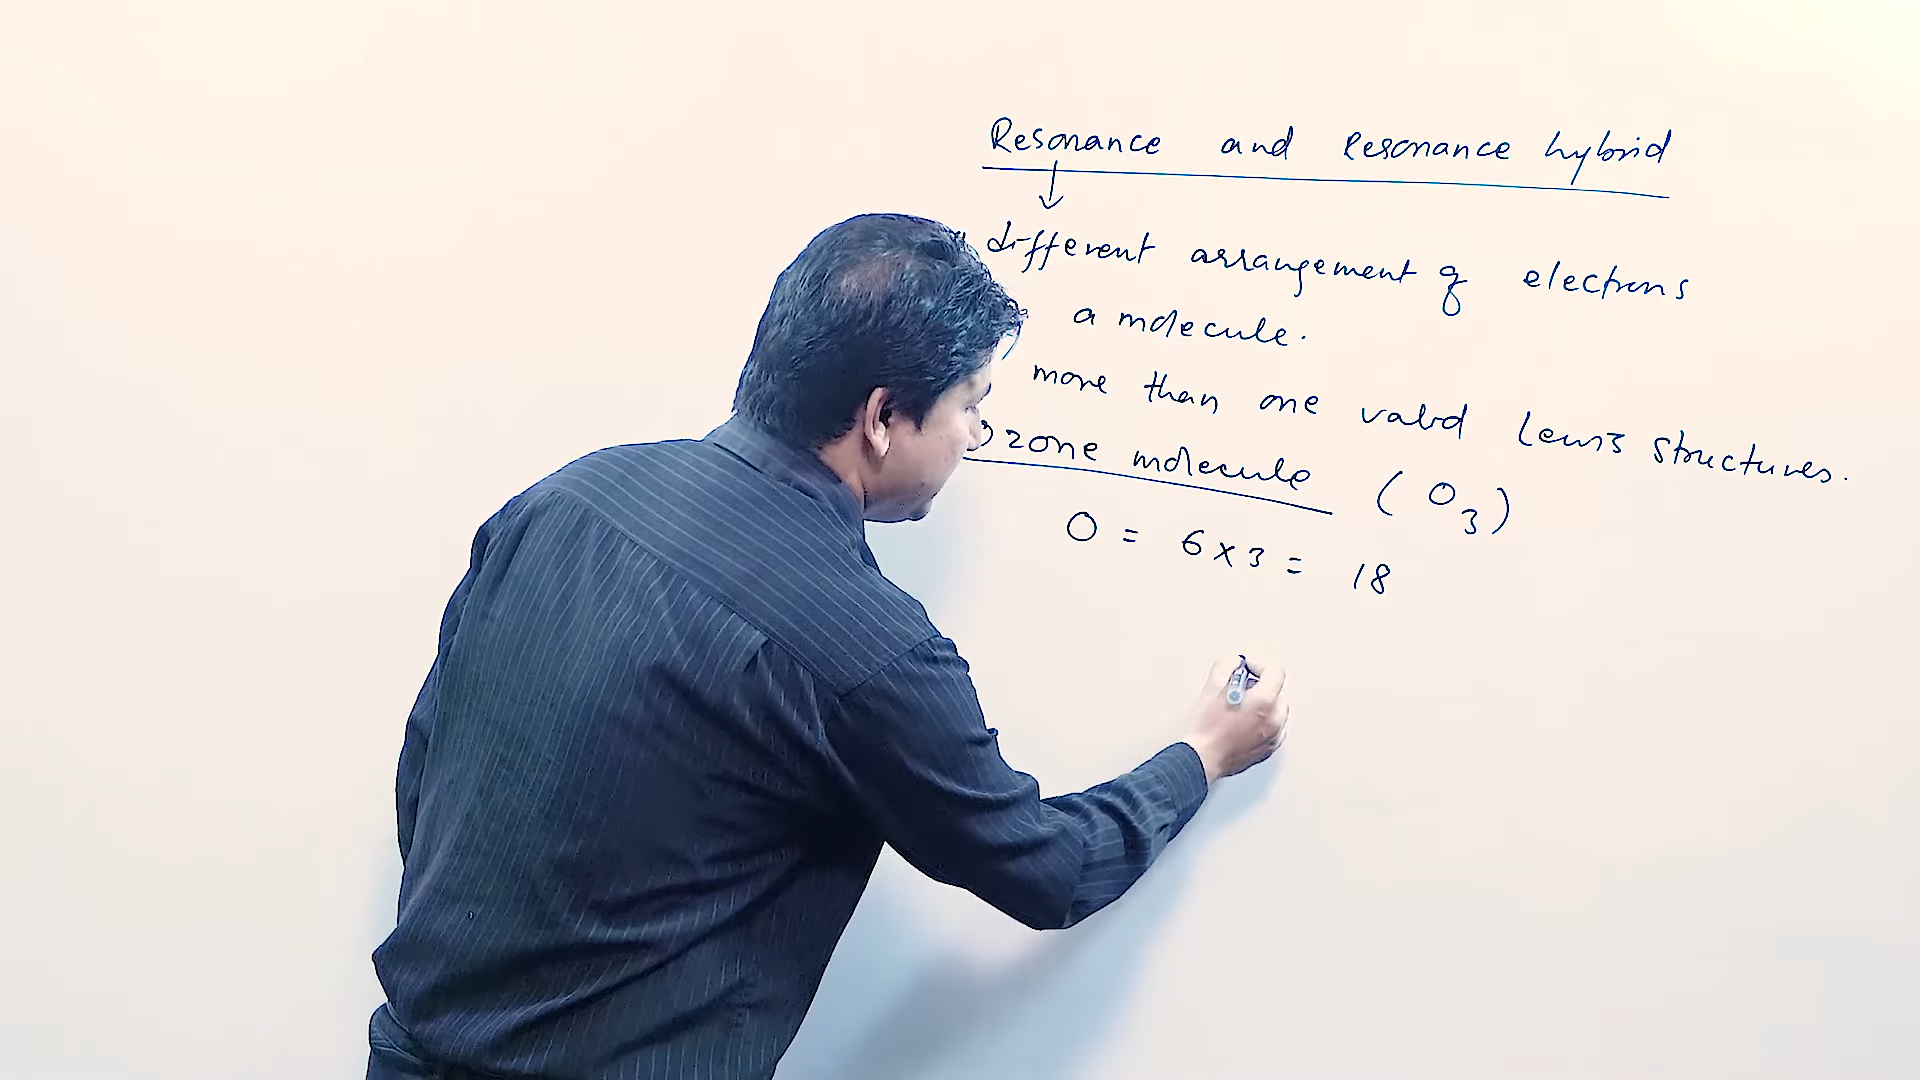 Resonance and Resonance hybrid
different arrangement of electrons
a molecule.
more than one valid Lewis structures.
Ozone molecule (O3)
O = 6 x 3 = 18